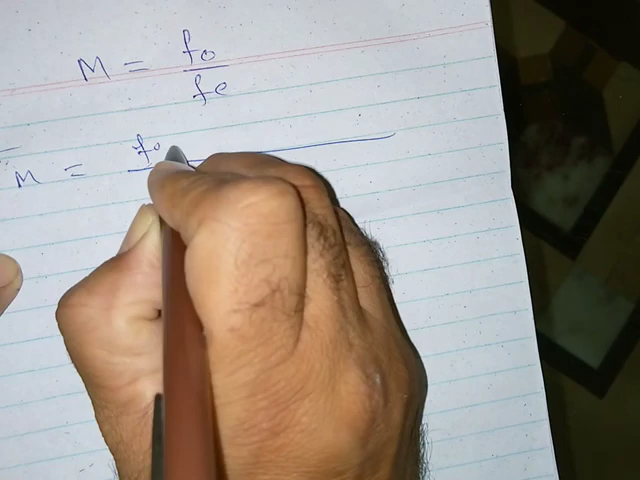 M = fo / fe
M = fo